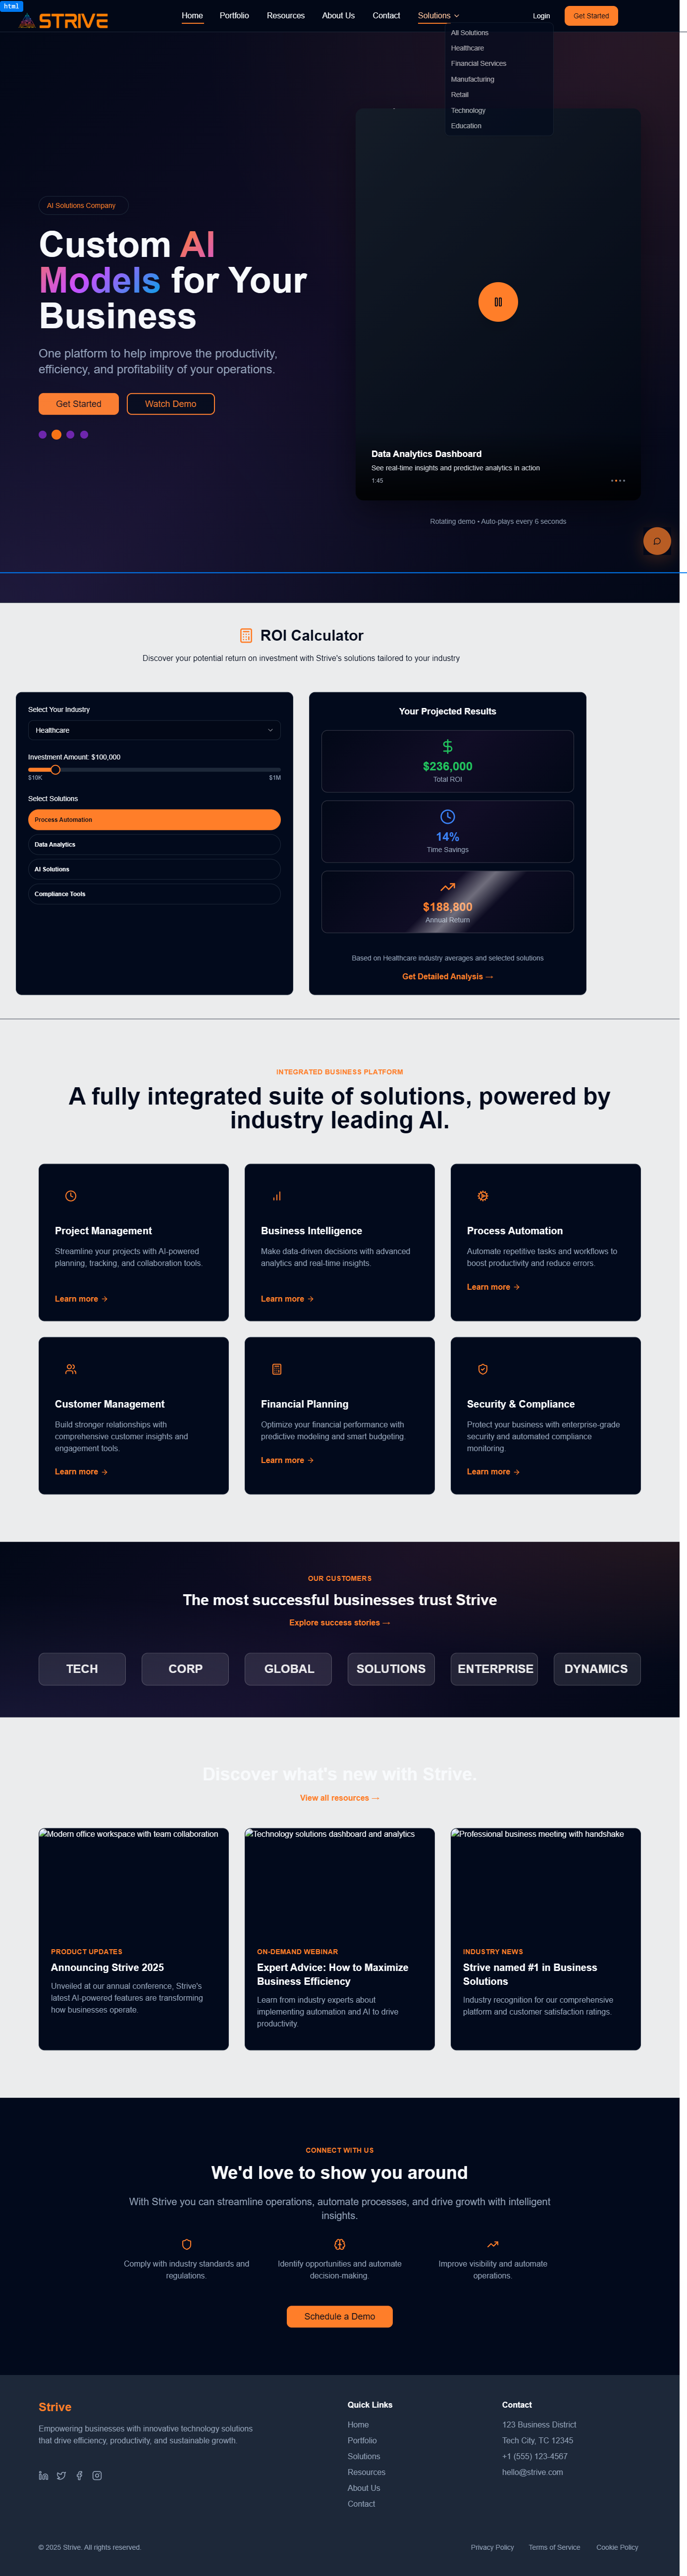 html
STRIVE
Home Portfolio Resources About Us Contact Solutions Login Get Started
All Solutions
Healthcare
Financial Services
Manufacturing
Retail
Technology
Education
AI Solutions Company
Custom AI
Models for Your
Business
One platform to help improve the productivity,
efficiency, and profitability of your operations.
Get Started Watch Demo
Data Analytics Dashboard
See real-time insights and predictive analytics in action
1:45
Rotating demo • Auto-plays every 6 seconds
ROI Calculator
Discover your potential return on investment with Strive's solutions tailored to your industry
Select Your Industry
Healthcare
Investment Amount: $100,000
$10K $1M
Select Solutions
Process Automation
Data Analytics
AI Solutions
Compliance Tools
Your Projected Results
$236,000
Total ROI
14%
Time Savings
$188,800
Annual Return
Based on Healthcare industry averages and selected solutions
Get Detailed Analysis →
INTEGRATED BUSINESS PLATFORM
A fully integrated suite of solutions, powered by
industry leading AI.
Project Management
Streamline your projects with AI-powered
planning, tracking, and collaboration tools.
Learn more →
Business Intelligence
Make data-driven decisions with advanced
analytics and real-time insights.
Learn more →
Process Automation
Automate repetitive tasks and workflows to
boost productivity and reduce errors.
Learn more →
Customer Management
Build stronger relationships with
comprehensive customer insights and
engagement tools.
Learn more →
Financial Planning
Optimize your financial performance with
predictive modeling and smart budgeting.
Learn more →
Security & Compliance
Protect your business with enterprise-grade
security and automated compliance
monitoring.
Learn more →
OUR CUSTOMERS
The most successful businesses trust Strive
Explore success stories →
TECH CORP GLOBAL SOLUTIONS ENTERPRISE DYNAMICS
Discover what's new with Strive.
View all resources →
Modern office workspace with team collaboration
PRODUCT UPDATES
Announcing Strive 2025
Unveiled at our annual conference, Strive's
latest AI-powered features are transforming
how businesses operate.
Technology solutions dashboard and analytics
ON-DEMAND WEBINAR
Expert Advice: How to Maximize
Business Efficiency
Learn from industry experts about
implementing automation and AI to drive
productivity.
Professional business meeting with handshake
INDUSTRY NEWS
Strive named #1 in Business
Solutions
Industry recognition for our comprehensive
platform and customer satisfaction ratings.
CONNECT WITH US
We'd love to show you around
With Strive you can streamline operations, automate processes, and drive growth with intelligent
insights.
Comply with industry standards and
regulations.
Identify opportunities and automate
decision-making.
Improve visibility and automate
operations.
Schedule a Demo
Strive
Empowering businesses with innovative technology solutions
that drive efficiency, productivity, and sustainable growth.
Quick Links
Home
Portfolio
Solutions
Resources
About Us
Contact
Contact
123 Business District
Tech City, TC 12345
+1 (555) 123-4567
hello@strive.com
© 2025 Strive. All rights reserved.
Privacy Policy Terms of Service Cookie Policy